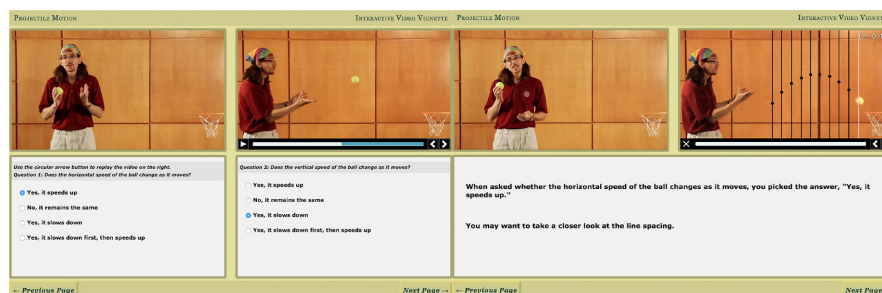 PROJECTILE MOTION
INTERACTIVE VIDEO VIGNETTE
Use the circular arrow button to replay the video on the right.
Question 1: Does the horizontal speed of the ball change as it moves?
Yes, it speeds up
No, it remains the same
Yes, it slows down
Yes, it slows down first, then speeds up
Question 2: Does the vertical speed of the ball change as it moves?
Yes, it speeds up
No, it remains the same
Yes, it slows down
Yes, it slows down first, then speeds up
← Previous Page
Next Page →
PROJECTILE MOTION
INTERACTIVE VIDEO VIGNET
When asked whether the horizontal speed of the ball changes as it moves, you picked the answer, "Yes, it
speeds up."
You may want to take a closer look at the line spacing.
← Previous Page
Next Page